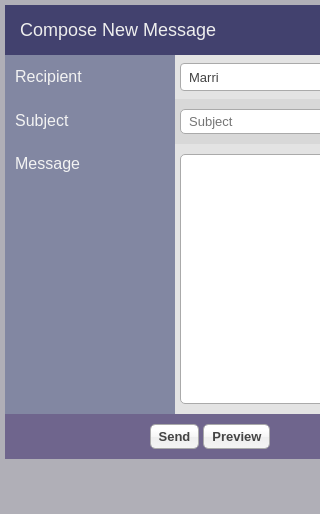 Compose New Message
Recipient
Marri
Subject
Subject
Message
Send Preview